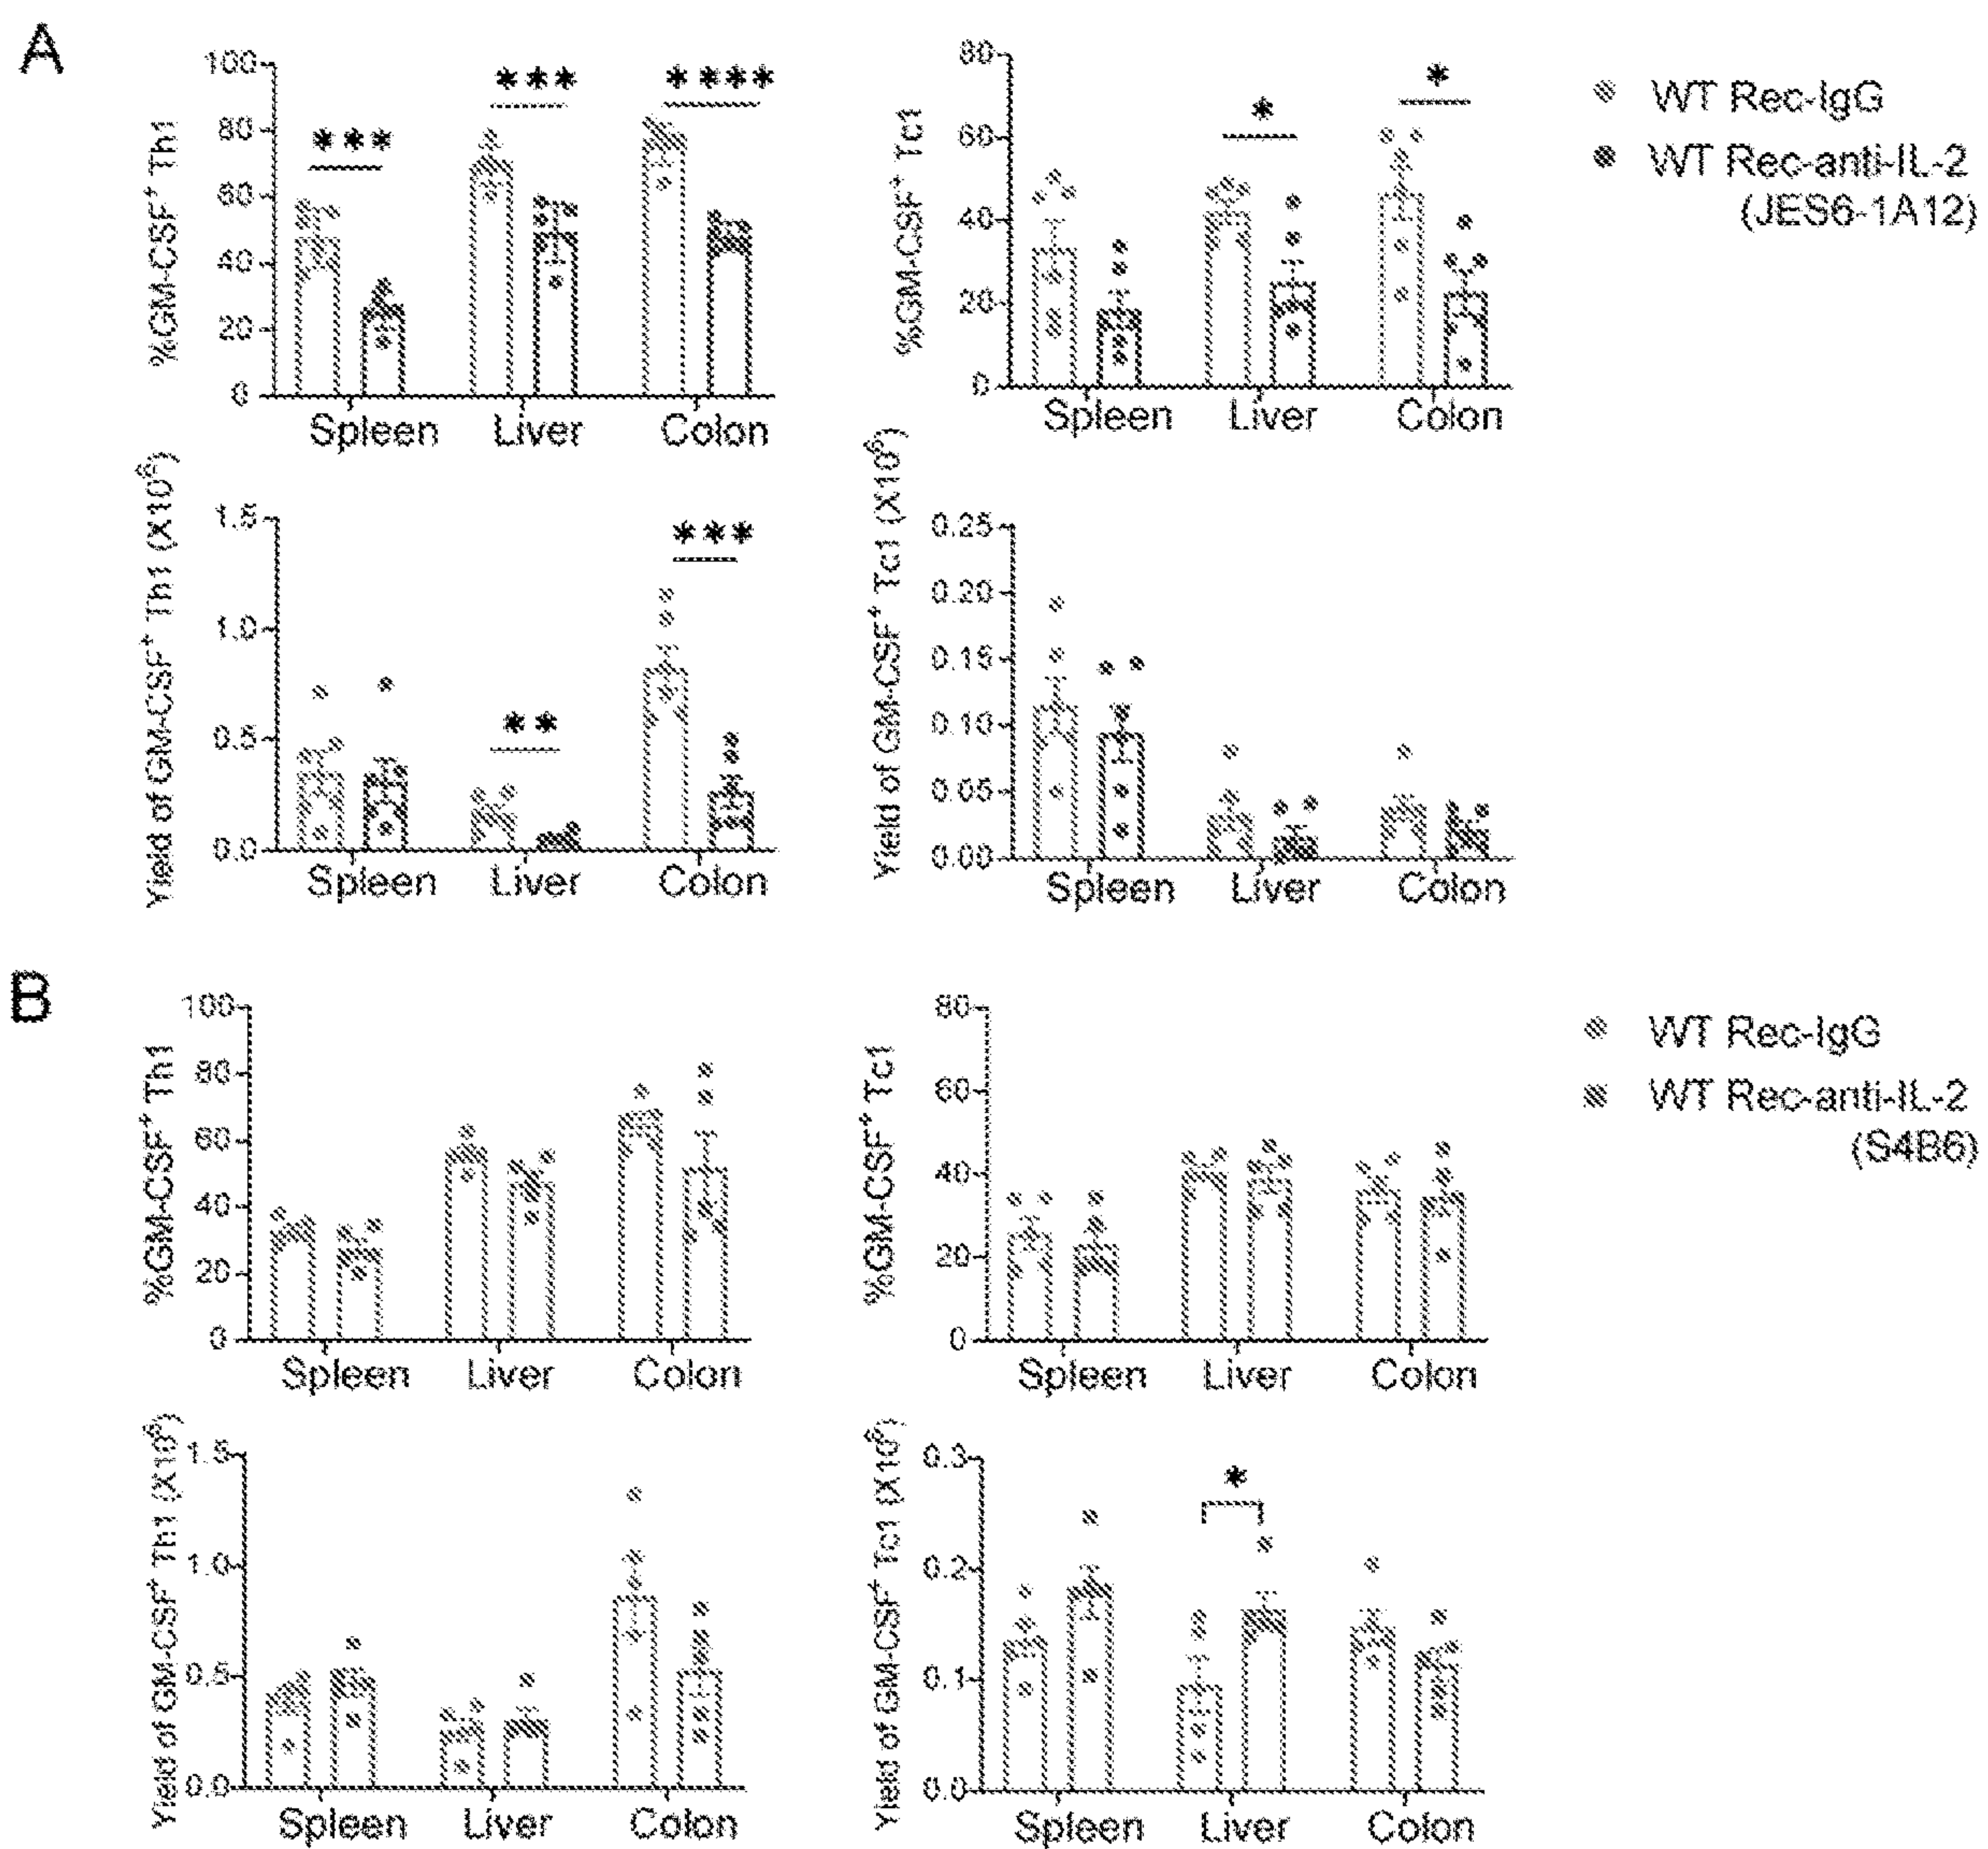 A
100
80
60
40
20
0
%GM-CSF+ Th1
***
***
****
Spleen
Liver
Colon
80
60
40
20
0
%GM-CSF+ Tc1
*
*
Spleen
Liver
Colon
WT Rec-IgG
WT Rec-anti-IL-2
(JES6-1A12)
1.5
1.0
0.5
0.0
Yield of GM-CSF+ Th1 (X10⁶)
**
***
Spleen
Liver
Colon
0.25
0.20
0.15
0.10
0.05
0.00
Yield of GM-CSF+ Tc1 (X10⁶)
Spleen
Liver
Colon
B
100
80
60
40
20
0
%GM-CSF+ Th1
Spleen
Liver
Colon
80
60
40
20
0
%GM-CSF+ Tc1
Spleen
Liver
Colon
WT Rec-IgG
WT Rec-anti-IL-2
(S4B6)
1.5
1.0
0.5
0.0
Yield of GM-CSF+ Th1 (X10⁶)
Spleen
Liver
Colon
0.3
0.2
0.1
0.0
Yield of GM-CSF+ Tc1 (X10⁶)
*
Spleen
Liver
Colon